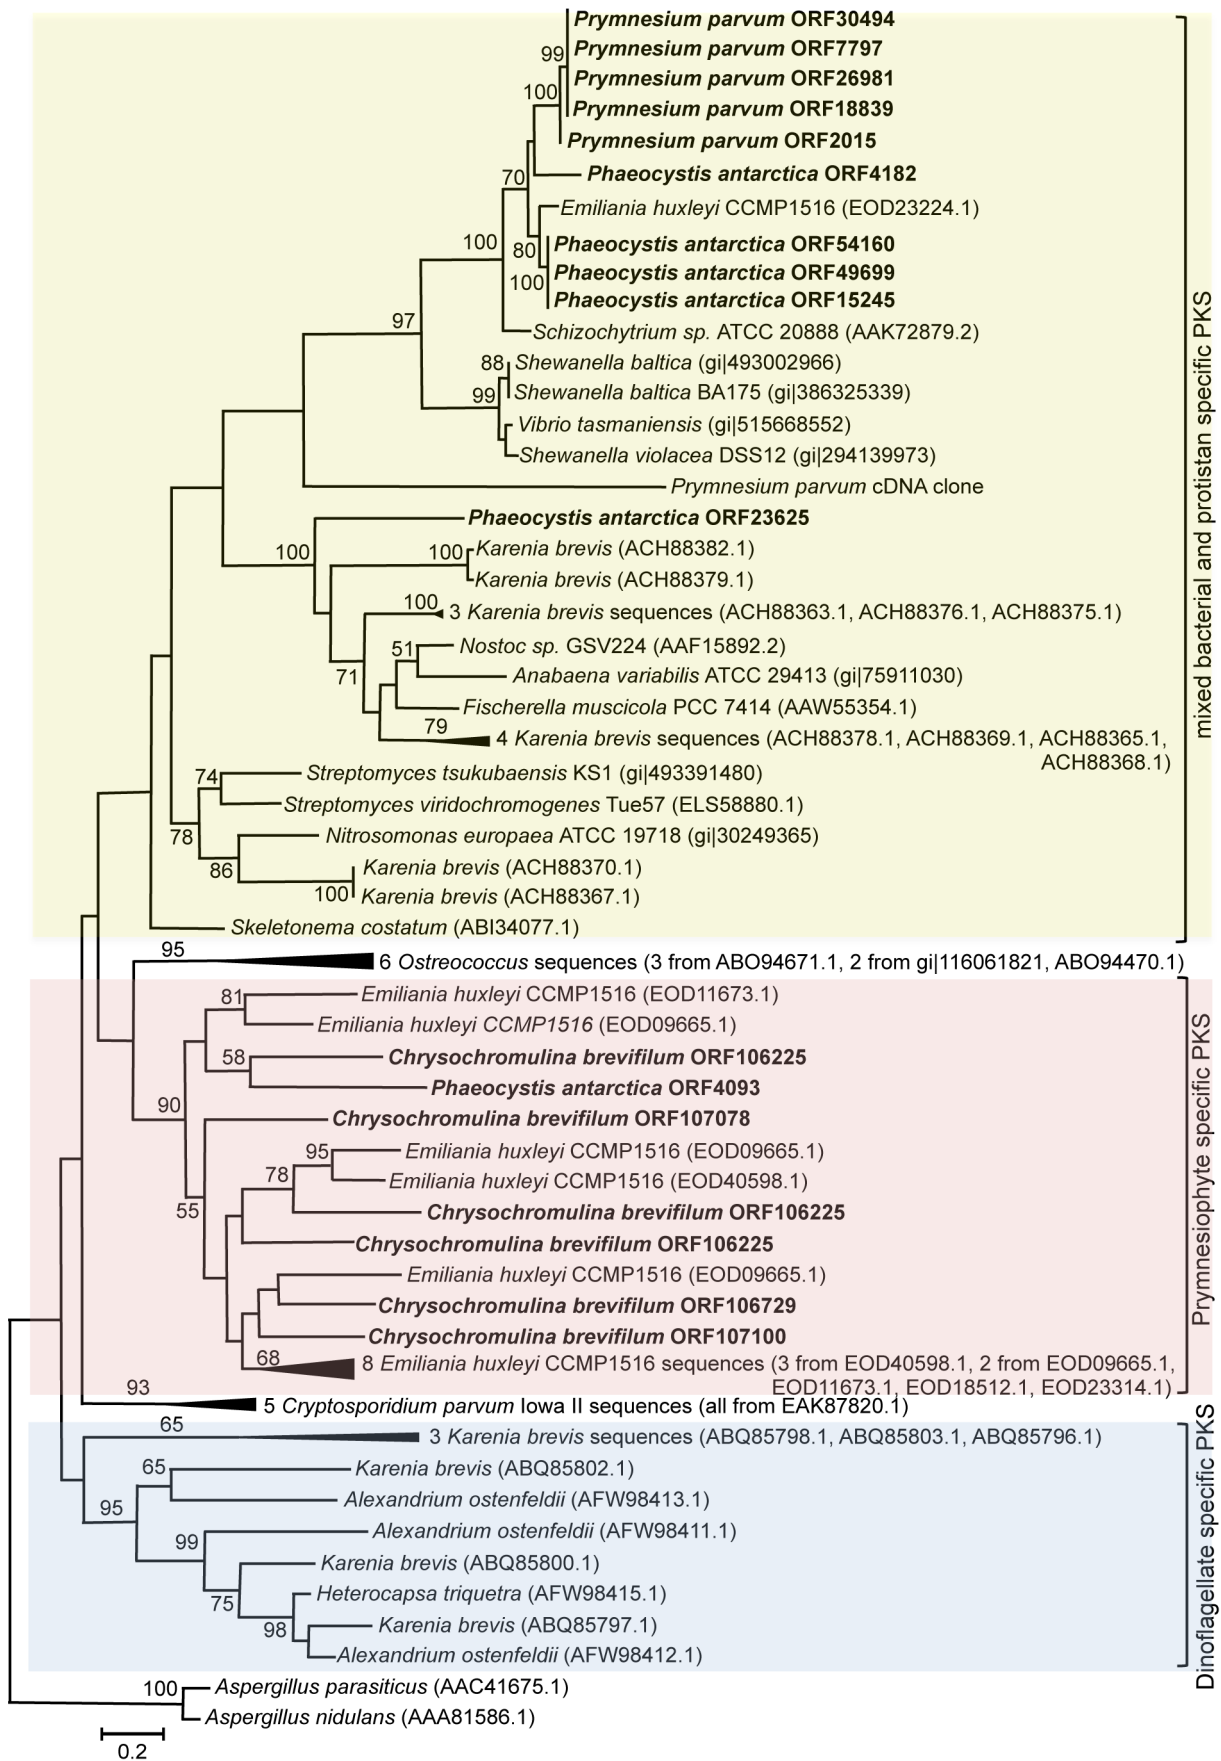 Prymnesium parvum ORF30494
Prymnesium parvum ORF7797
99
Prymnesium parvum ORF26981
100
Prymnesium parvum ORF18839
Prymnesium parvum ORF2015
Phaeocystis antarctica ORF4182
70
Emiliania huxleyi CCMP1516 (EOD23224.1)
100
Phaeocystis antarctica ORF54160
80
Phaeocystis antarctica ORF49699
100
Phaeocystis antarctica ORF15245
97
Schizochytrium sp. ATCC 20888 (AAK72879.2)
88
Shewanella baltica (gi|493002966)
99
Shewanella baltica BA175 (gi|386325339)
Vibrio tasmaniensis (gi|515668552)
Shewanella violacea DSS12 (gi|294139973)
Prymnesium parvum cDNA clone
Phaeocystis antarctica ORF23625
100
100
Karenia brevis (ACH88382.1)
Karenia brevis (ACH88379.1)
100
3 Karenia brevis sequences (ACH88363.1, ACH88376.1, ACH88375.1)
51
Nostoc sp. GSV224 (AAF15892.2)
71
Anabaena variabilis ATCC 29413 (gi|75911030)
Fischerella muscicola PCC 7414 (AAW55354.1)
79
4 Karenia brevis sequences (ACH88378.1, ACH88369.1, ACH88365.1,
ACH88368.1)
74
Streptomyces tsukubaensis KS1 (gi|493391480)
Streptomyces viridochromogenes Tue57 (ELS58880.1)
78
Nitrosomonas europaea ATCC 19718 (gi|30249365)
86
Karenia brevis (ACH88370.1)
100
Karenia brevis (ACH88367.1)
Skeletonema costatum (ABI34077.1)
mixed bacterial and protistan specific PKS
95
6 Ostreococcus sequences (3 from ABO94671.1, 2 from gi|116061821, ABO94470.1)
81
Emiliania huxleyi CCMP1516 (EOD11673.1)
Emiliania huxleyi CCMP1516 (EOD09665.1)
58
Chrysochromulina brevifilum ORF106225
Phaeocystis antarctica ORF4093
90
Chrysochromulina brevifilum ORF107078
95
Emiliania huxleyi CCMP1516 (EOD09665.1)
78
Emiliania huxleyi CCMP1516 (EOD40598.1)
55
Chrysochromulina brevifilum ORF106225
Chrysochromulina brevifilum ORF106225
Emiliania huxleyi CCMP1516 (EOD09665.1)
Chrysochromulina brevifilum ORF106729
Chrysochromulina brevifilum ORF107100
68
8 Emiliania huxleyi CCMP1516 sequences (3 from EOD40598.1, 2 from EOD09665.1,
EOD11673.1, EOD18512.1, EOD23314.1)
Prymnesiophyte specific PKS
93
5 Cryptosporidium parvum Iowa II sequences (all from EAK87820.1)
65
3 Karenia brevis sequences (ABQ85798.1, ABQ85803.1, ABQ85796.1)
65
Karenia brevis (ABQ85802.1)
95
Alexandrium ostenfeldii (AFW98413.1)
99
Alexandrium ostenfeldii (AFW98411.1)
Karenia brevis (ABQ85800.1)
75
Heterocapsa triquetra (AFW98415.1)
98
Karenia brevis (ABQ85797.1)
Alexandrium ostenfeldii (AFW98412.1)
Dinoflagellate specific PKS
100
Aspergillus parasiticus (AAC41675.1)
Aspergillus nidulans (AAA81586.1)
0.2